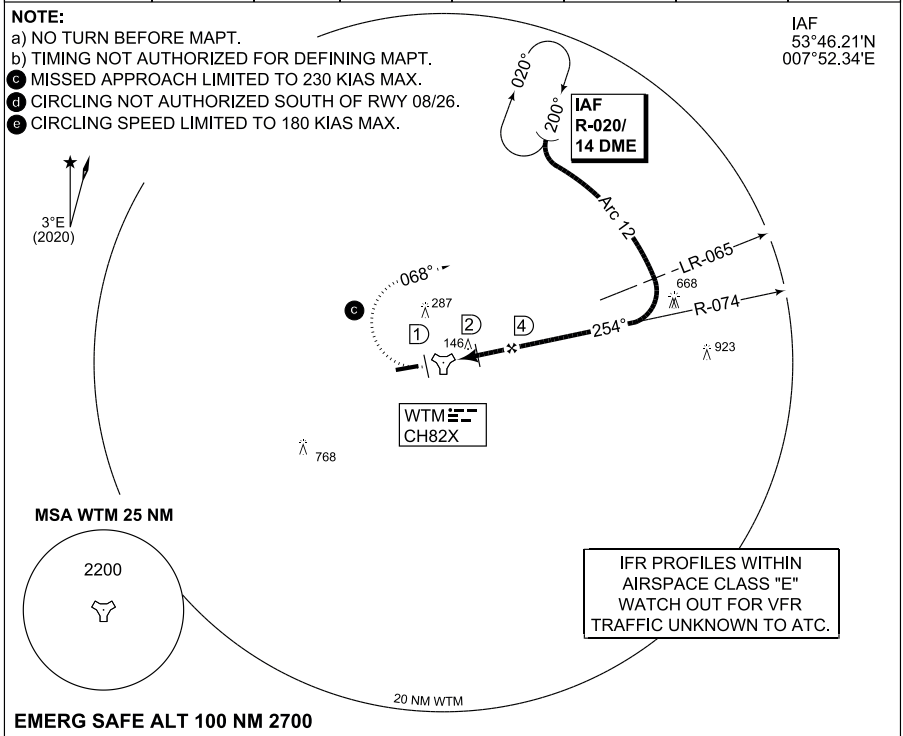 NOTE:
a) NO TURN BEFORE MAPT.
b) TIMING NOT AUTHORIZED FOR DEFINING MAPT.
c MISSED APPROACH LIMITED TO 230 KIAS MAX.
d CIRCLING NOT AUTHORIZED SOUTH OF RWY 08/26.
e CIRCLING SPEED LIMITED TO 180 KIAS MAX.
IAF
53°46.21'N
007°52.34'E
020°
200°
IAF
R-020/
14 DME
3°E
(2020)
Arc 12
LR-065
668
R-074
068°
c
287
1
2
146
4
254°
923
WTM
CH82X
768
MSA WTM 25 NM
2200
IFR PROFILES WITHIN
AIRSPACE CLASS "E"
WATCH OUT FOR VFR
TRAFFIC UNKNOWN TO ATC.
20 NM WTM
EMERG SAFE ALT 100 NM 2700